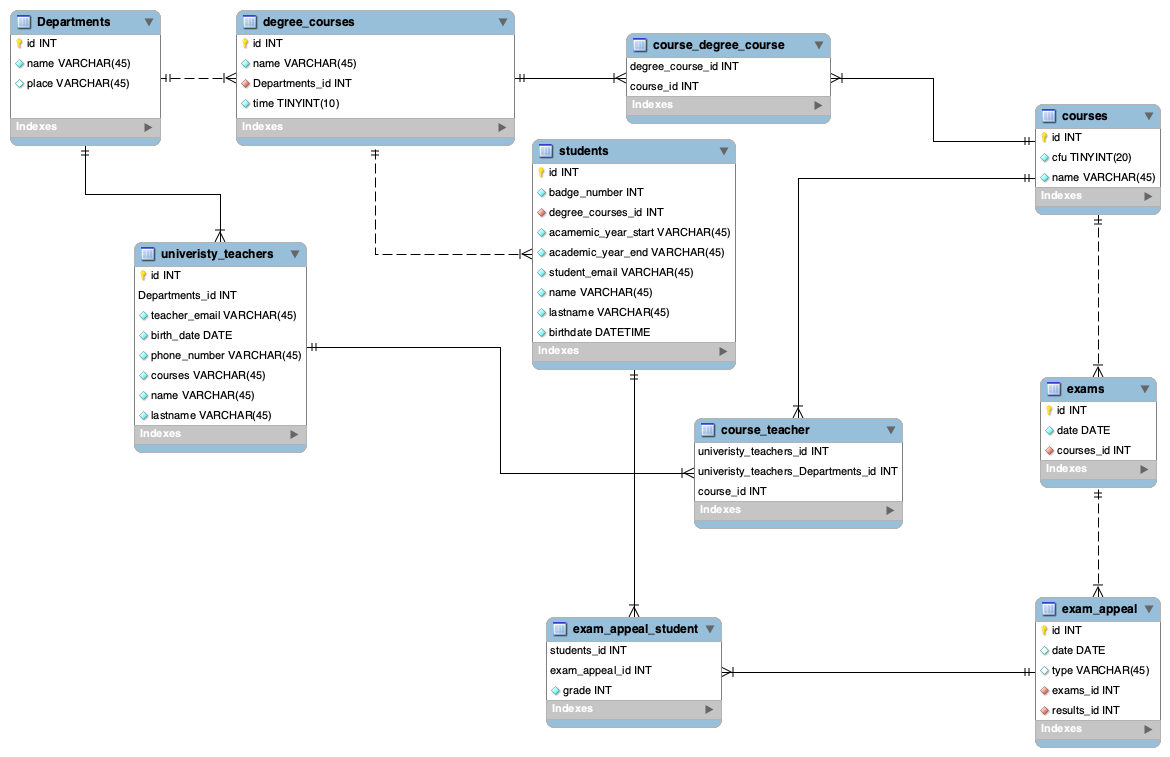 Departments
id INT
name VARCHAR(45)
place VARCHAR(45)
Indexes
degree_courses
id INT
name VARCHAR(45)
Departments_id INT
time TINYINT(10)
Indexes
course_degree_course
degree_course_id INT
course_id INT
Indexes
courses
id INT
cfu TINYINT(20)
name VARCHAR(45)
Indexes
students
id INT
badge_number INT
degree_courses_id INT
acamemic_year_start VARCHAR(45)
academic_year_end VARCHAR(45)
student_email VARCHAR(45)
name VARCHAR(45)
lastname VARCHAR(45)
birthdate DATETIME
Indexes
univeristy_teachers
id INT
Departments_id INT
teacher_email VARCHAR(45)
birth_date DATE
phone_number VARCHAR(45)
courses VARCHAR(45)
name VARCHAR(45)
lastname VARCHAR(45)
Indexes
course_teacher
univeristy_teachers_id INT
univeristy_teachers_Departments_id INT
course_id INT
Indexes
exams
id INT
date DATE
courses_id INT
Indexes
exam_appeal_student
students_id INT
exam_appeal_id INT
grade INT
Indexes
exam_appeal
id INT
date DATE
type VARCHAR(45)
exams_id INT
results_id INT
Indexes